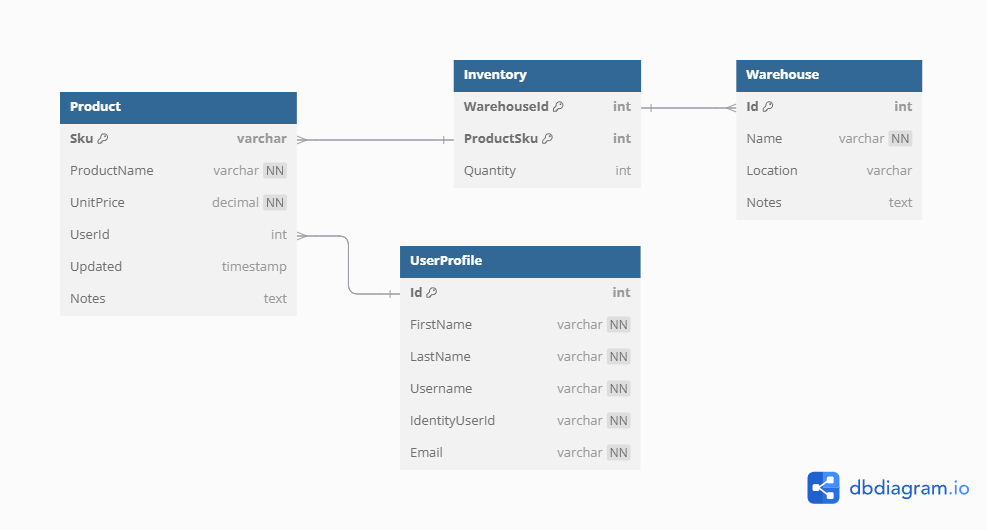 Product
Sku varchar
ProductName varchar NN
UnitPrice decimal NN
UserId int
Updated timestamp
Notes text
Inventory
WarehouseId int
ProductSku int
Quantity int
Warehouse
Id int
Name varchar NN
Location varchar
Notes text
UserProfile
Id int
FirstName varchar NN
LastName varchar NN
Username varchar NN
IdentityUserId varchar NN
Email varchar NN
dbdiagram.io